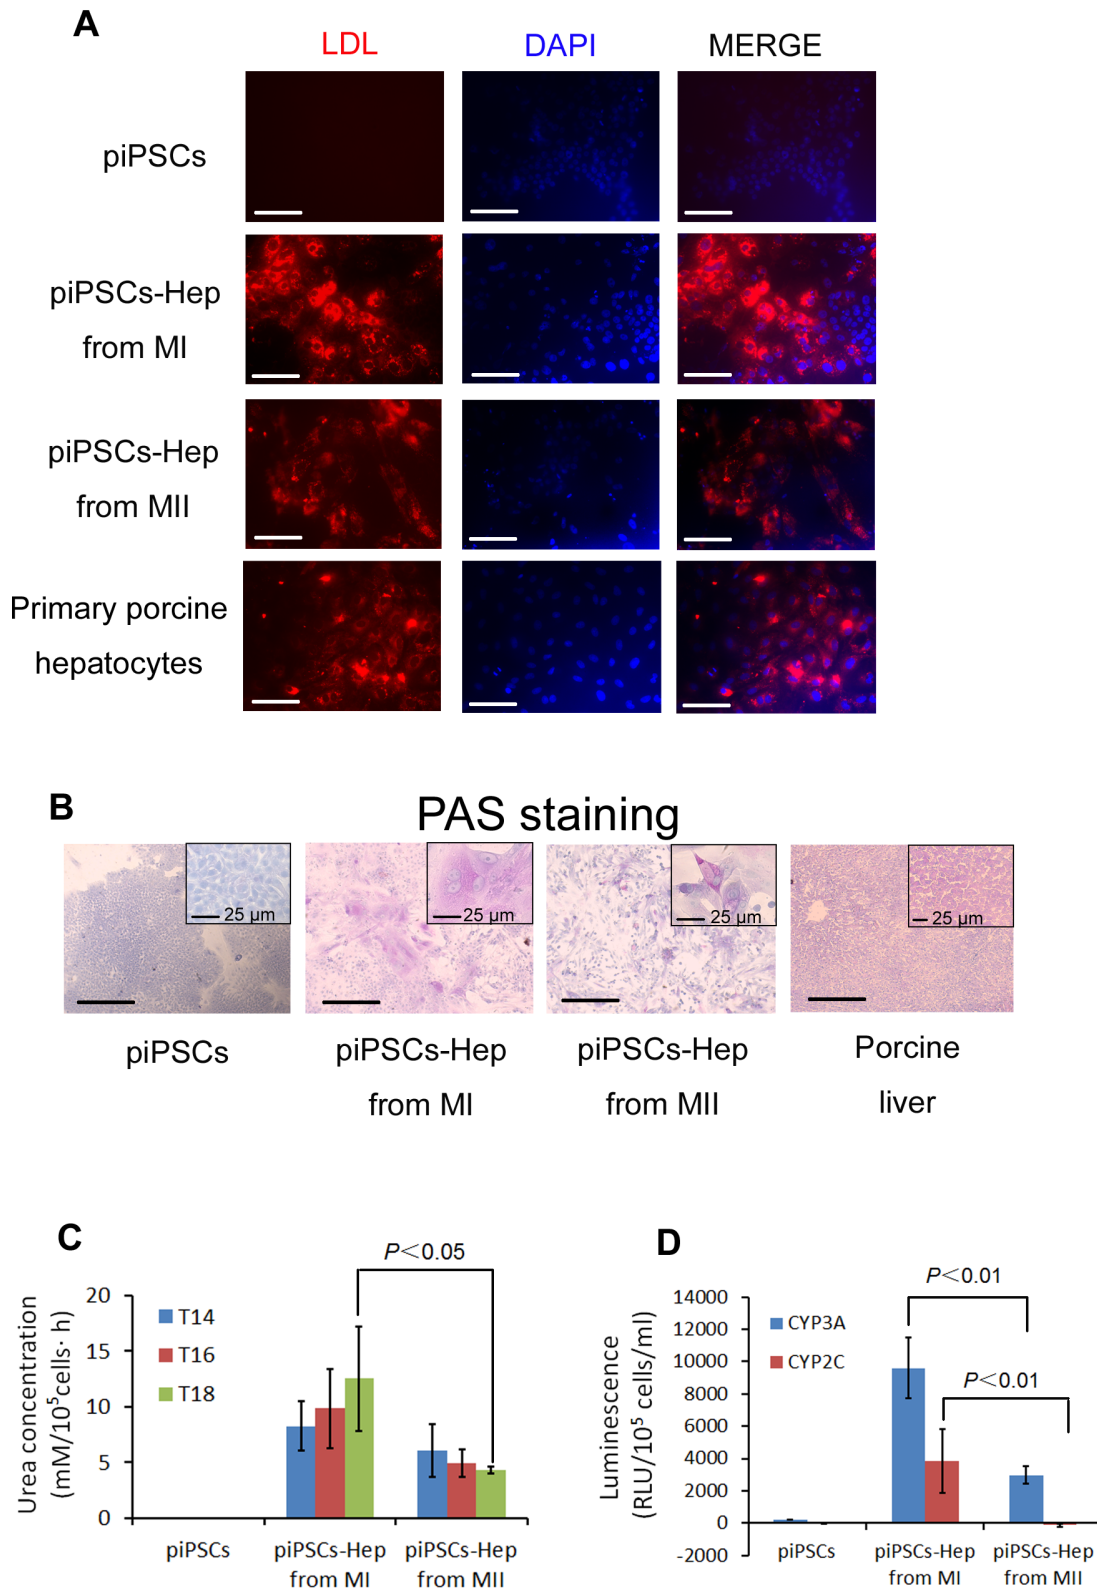 A
LDL DAPI MERGE
piPSCs
piPSCs-Hep
from MI
piPSCs-Hep
from MII
Primary porcine
hepatocytes
B
PAS staining
25 μm 25 μm 25 μm 25 μm
piPSCs
piPSCs-Hep
from MI
piPSCs-Hep
from MII
Porcine
liver
C
P<0.05
Urea concentration
(mM/10⁵cells· h)
20
15
10
5
0
T14
T16
T18
piPSCs
piPSCs-Hep
from MI
piPSCs-Hep
from MII
D
P<0.01
P<0.01
Luminescence
(RLU/10⁵ cells/ml)
14000
12000
10000
8000
6000
4000
2000
0
-2000
CYP3A
CYP2C
piPSCs
piPSCs-Hep
from MI
piPSCs-Hep
from MII